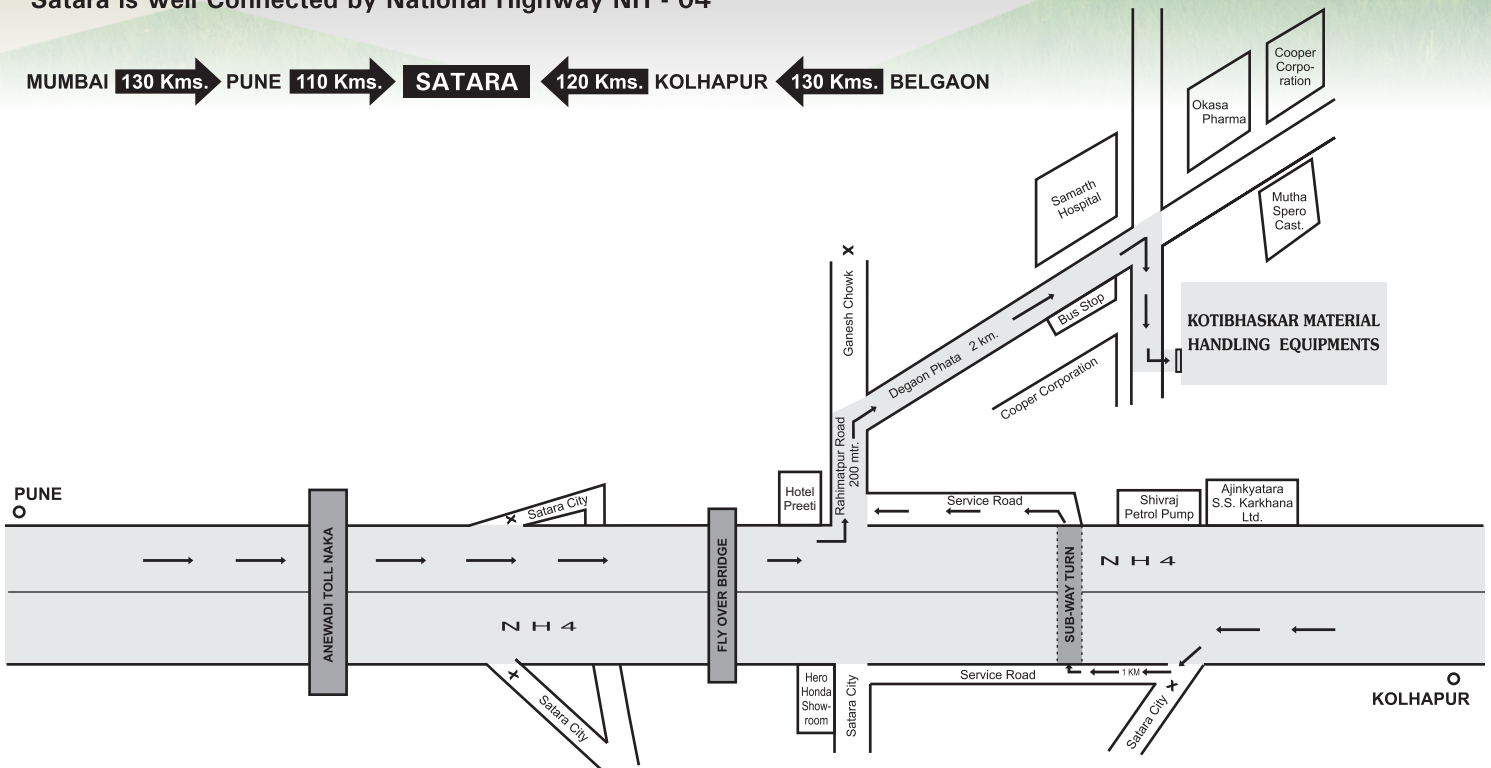 Satara is well Connected by National Highway NH - 04
MUMBAI 130 Kms. PUNE 110 Kms. SATARA 120 Kms. KOLHAPUR 130 Kms. BELGAON
Cooper
Corpo-
ration
Okasa
Pharma
Samarth
Hospital
Mutha
Spero
Cast.
X
Ganesh Chowk
Bus Stop
KOTIBHASKAR MATERIAL
HANDLING EQUIPMENTS
Degaon Phata 2 km.
Cooper Corporation
Rahimatpur Road
200 mtr.
PUNE
Hotel
Preeti
X Satara City
Service Road
Shivraj
Petrol Pump
Ajinkyatara
S.S. Karkhana
Ltd.
ANEWADI TOLL NAKA
FLY OVER BRIDGE
SUB-WAY TURN
N H 4
N H 4
X
Satara City
Hero
Honda
Show-
room
Satara City
Service Road
1 KM
X
Satara City
KOLHAPUR